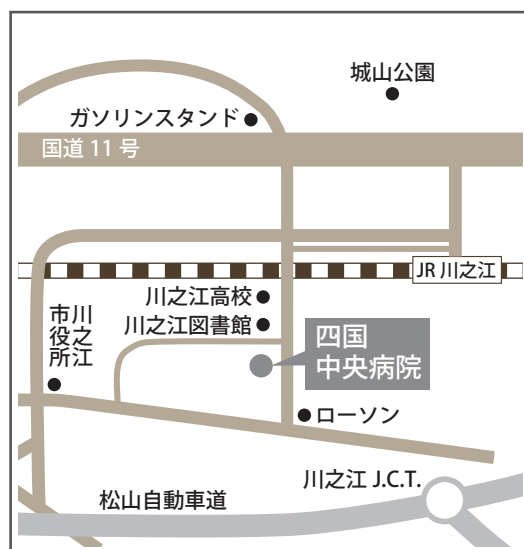 城山公園
ガソリンスタンド
国道 11 号
JR 川之江
川之江高校
川之江図書館
川之江
市役所
四国
中央病院
ローソン
川之江 J.C.T.
松山自動車道